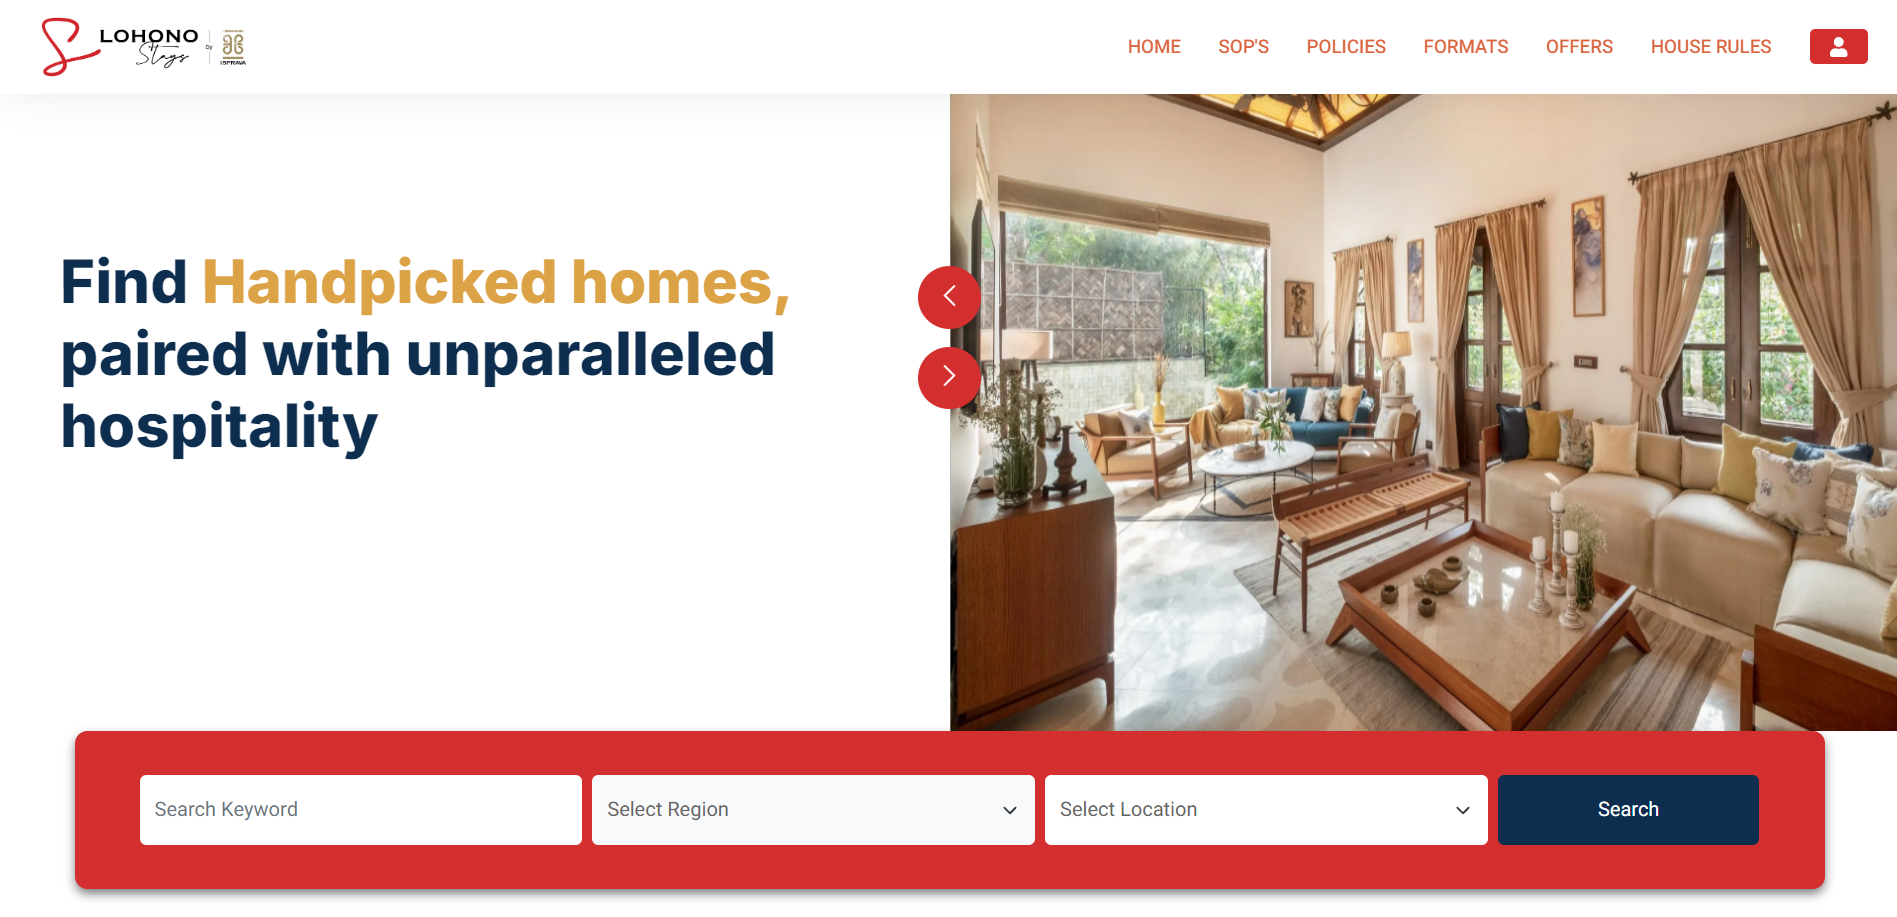 LOHONO
Stays
by
ISPRAVA
HOME SOP'S POLICIES FORMATS OFFERS HOUSE RULES
Find Handpicked homes,
paired with unparalleled
hospitality
Search Keyword
Select Region
Select Location
Search